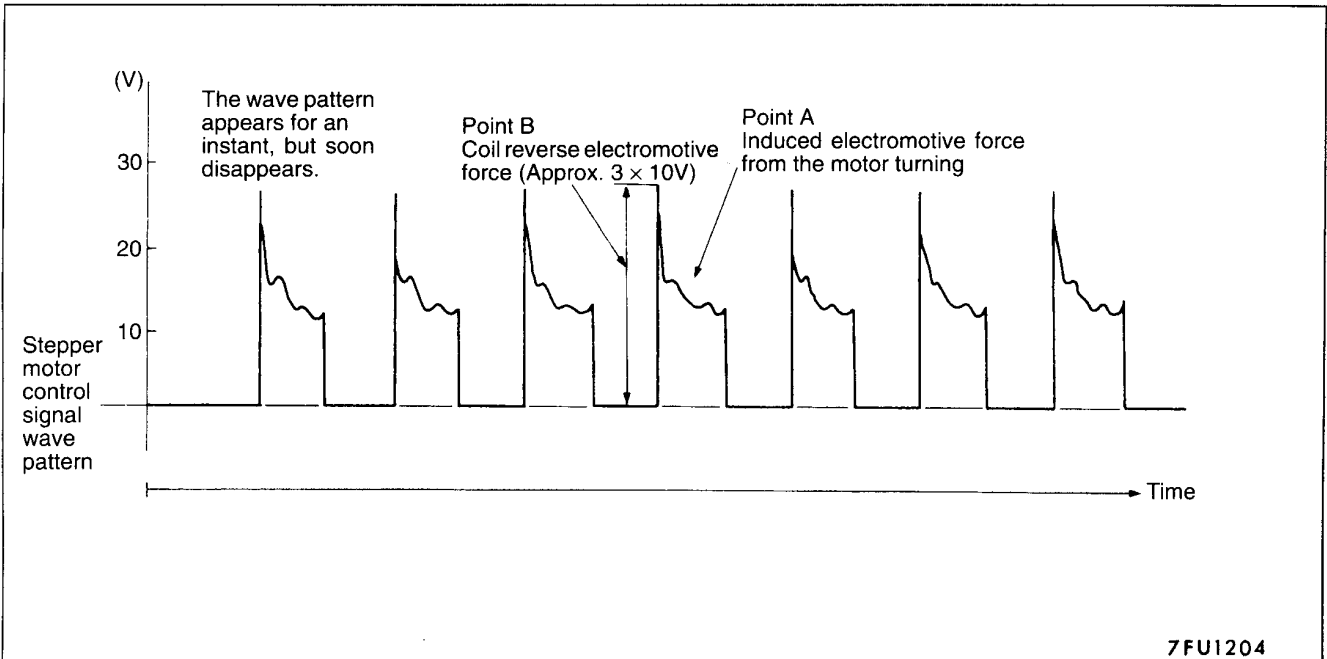 (V)
The wave pattern
appears for an
instant, but soon
disappears.
Point B
Coil reverse electromotive
force (Approx. 3 × 10V)
Point A
Induced electromotive force
from the motor turning
30
20
10
Stepper
motor
control
signal
wave
pattern
Time
7FU1204